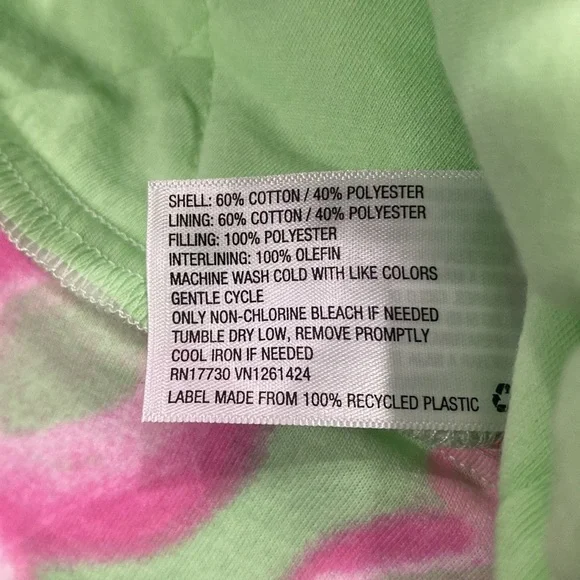 SHELL: 60% COTTON / 40% POLYESTER
LINING: 60% COTTON / 40% POLYESTER
FILLING: 100% POLYESTER
INTERLINING: 100% OLEFIN
MACHINE WASH COLD WITH LIKE COLORS
GENTLE CYCLE
ONLY NON-CHLORINE BLEACH IF NEEDED
TUMBLE DRY LOW, REMOVE PROMPTLY
COOL IRON IF NEEDED
RN17730 VN1261424
LABEL MADE FROM 100% RECYCLED PLASTIC